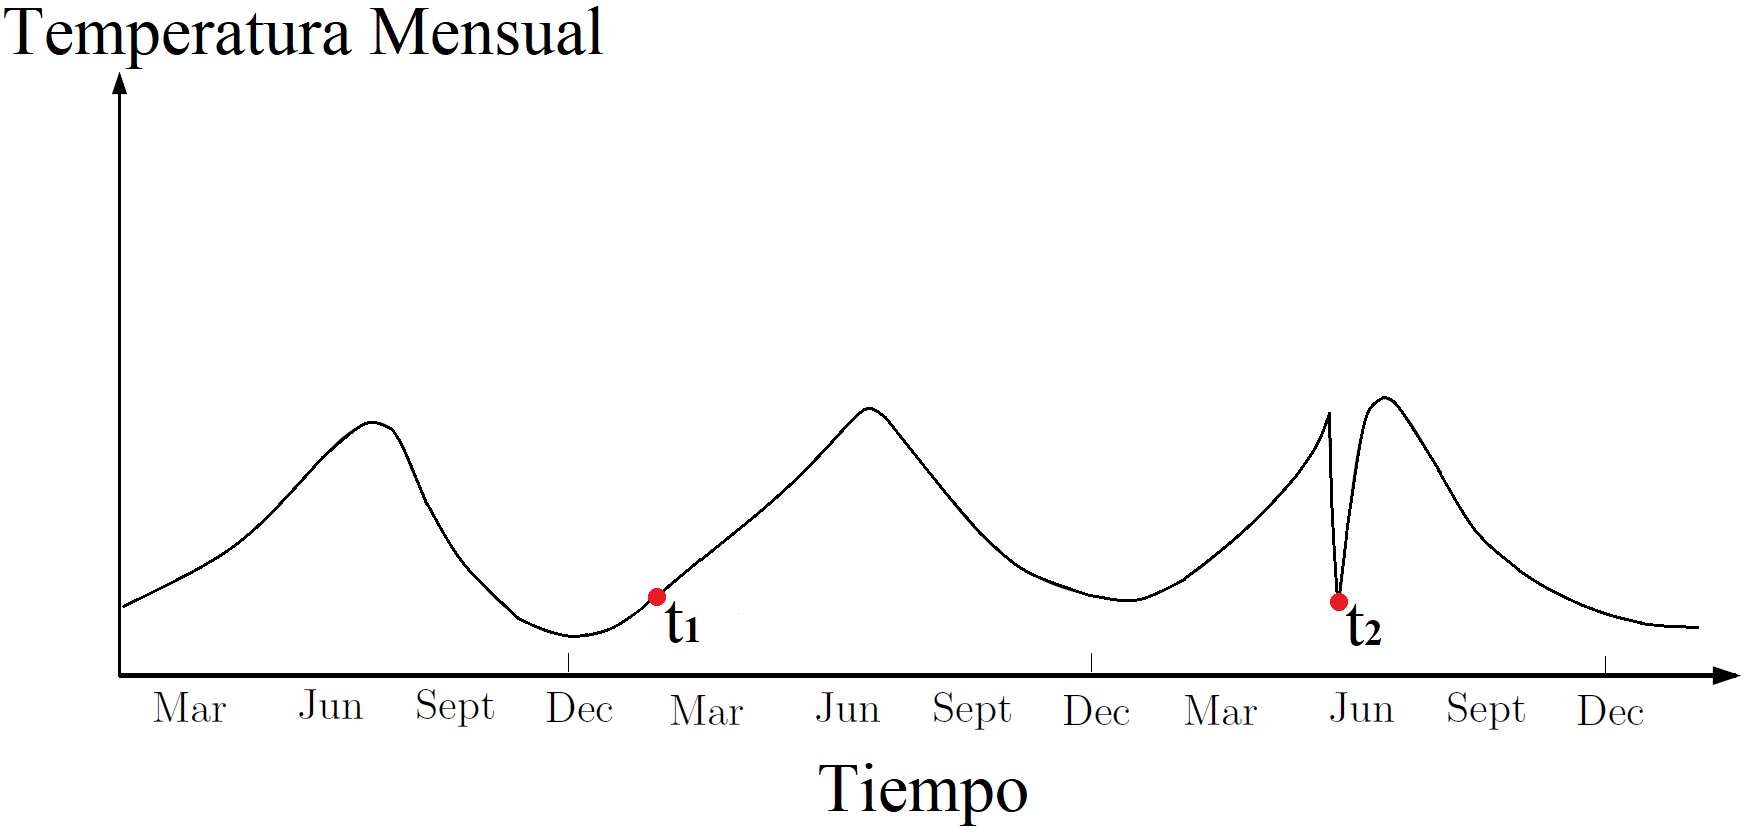 Temperatura Mensual
t1
t2
Mar Jun Sept Dec Mar Jun Sept Dec Mar Jun Sept Dec
Tiempo